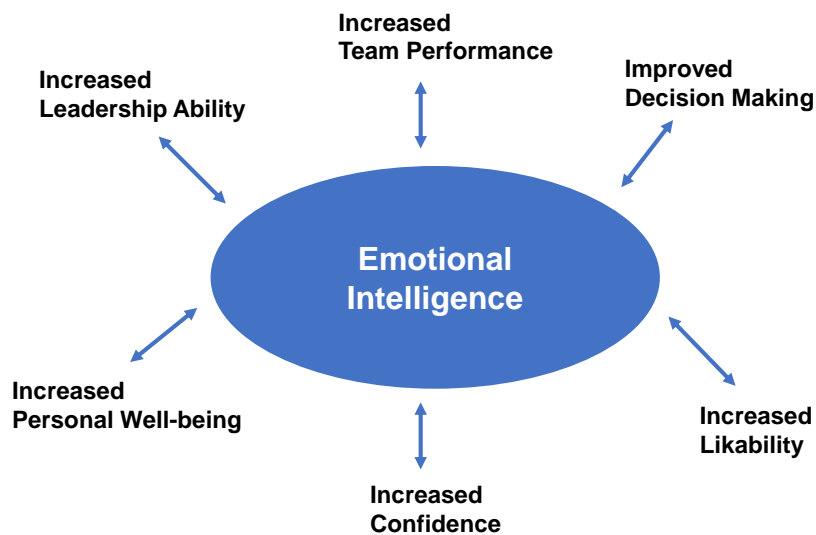 Increased
Team Performance
Increased
Leadership Ability
Improved
Decision Making
Emotional
Intelligence
Increased
Personal Well-being
Increased
Likability
Increased
Confidence